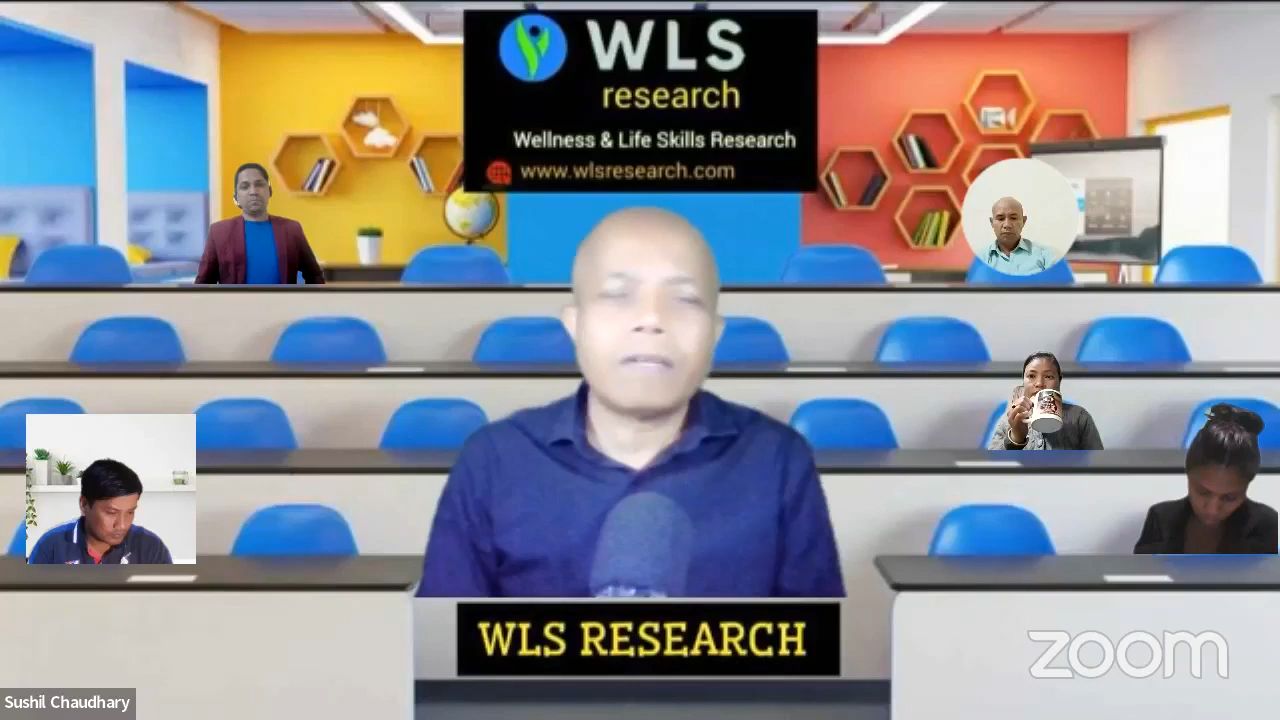 WLS
research
Wellness & Life Skills Research
www.wlsresearch.com
WLS RESEARCH
zoom
Sushil Chaudhary